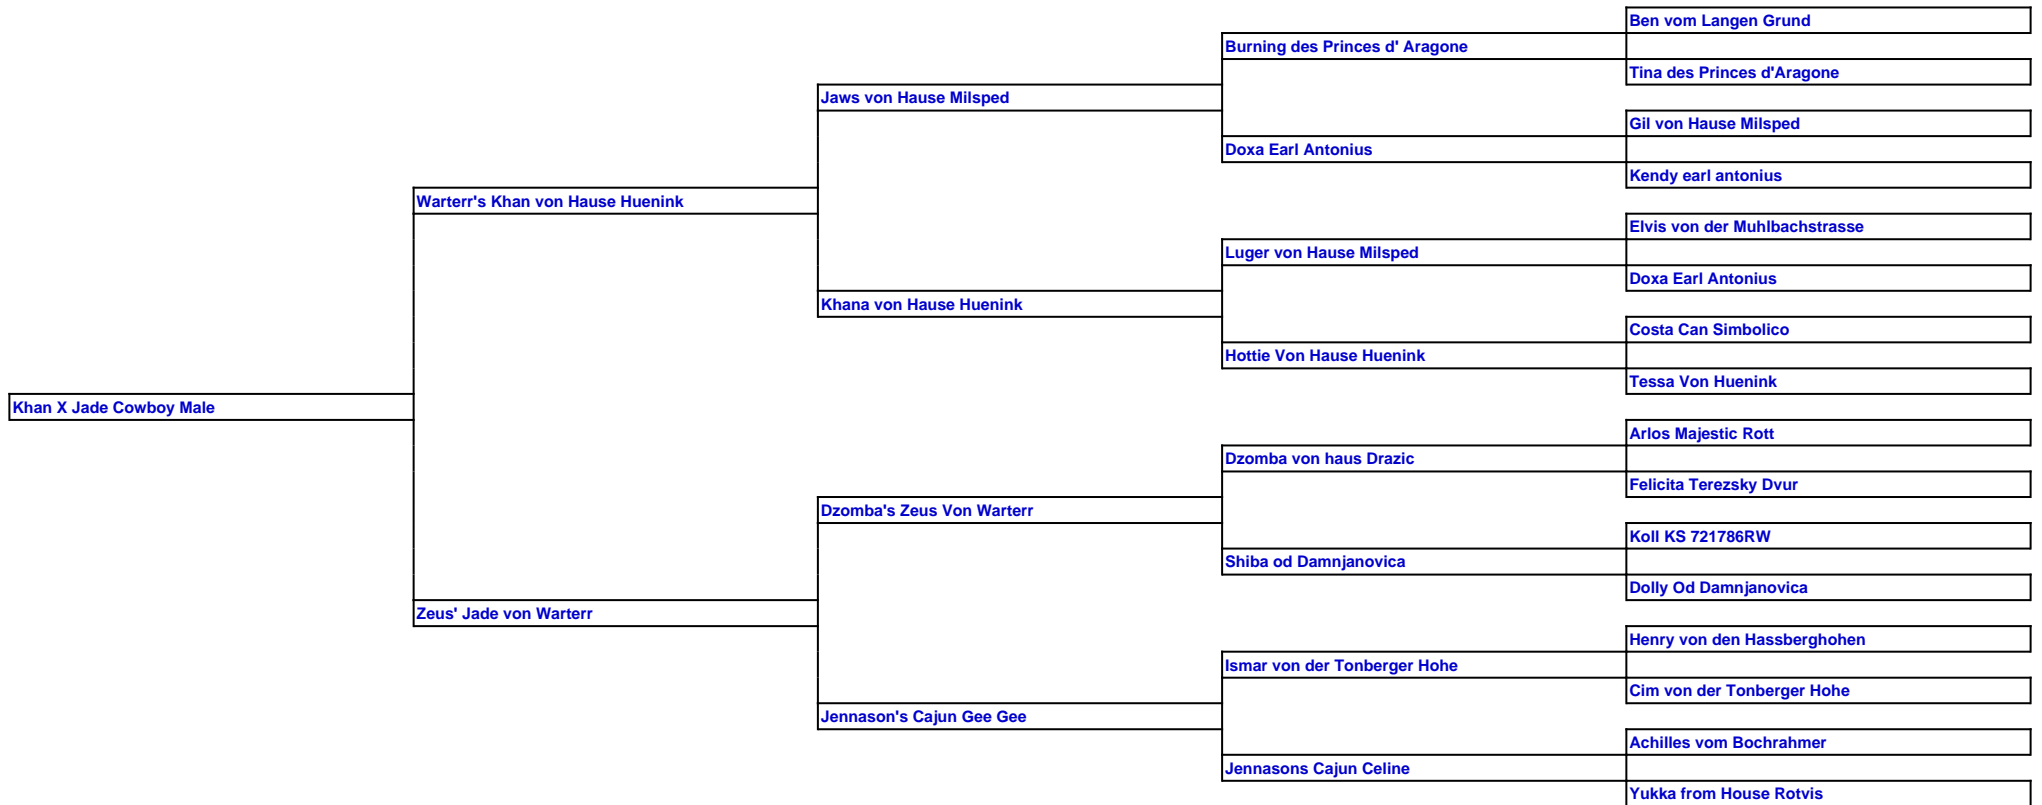 Ben vom Langen Grund
Burning des Princes d' Aragone
Tina des Princes d'Aragone
Jaws von Hause Milsped
Gil von Hause Milsped
Doxa Earl Antonius
Kendy earl antonius
Warterr's Khan von Hause Huenink
Elvis von der Muhlbachstrasse
Luger von Hause Milsped
Doxa Earl Antonius
Khana von Hause Huenink
Costa Can Simbolico
Hottie Von Hause Huenink
Tessa Von Huenink
Khan X Jade Cowboy Male
Arlos Majestic Rott
Dzomba von haus Drazic
Felicita Terezsky Dvur
Dzomba's Zeus Von Warterr
Koll KS 721786RW
Shiba od Damnjanovica
Dolly Od Damnjanovica
Zeus' Jade von Warterr
Henry von den Hassberghohen
Ismar von der Tonberger Hohe
Cim von der Tonberger Hohe
Jennason's Cajun Gee Gee
Achilles vom Bochrahmer
Jennasons Cajun Celine
Yukka from House Rotvis